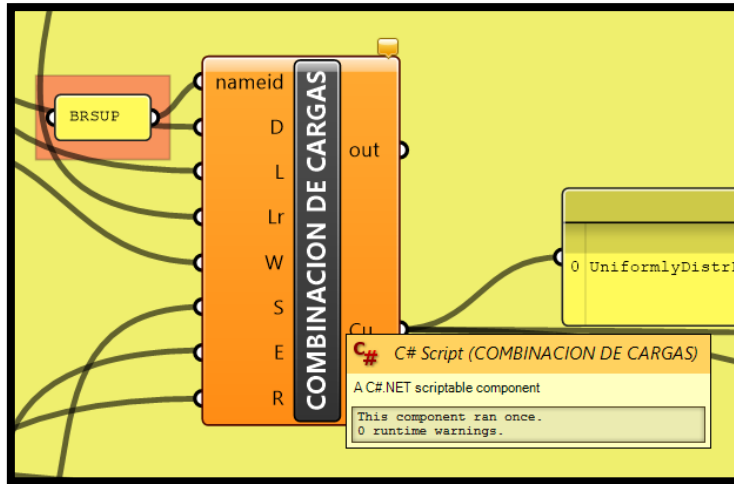 BRSUP
nameid
D
L
Lr
W
S
E
R
COMBINACION DE CARGAS
out
Cu
0 UniformlyDistr
C# C# Script (COMBINACION DE CARGAS)
A C#.NET scriptable component
This component ran once.
0 runtime warnings.